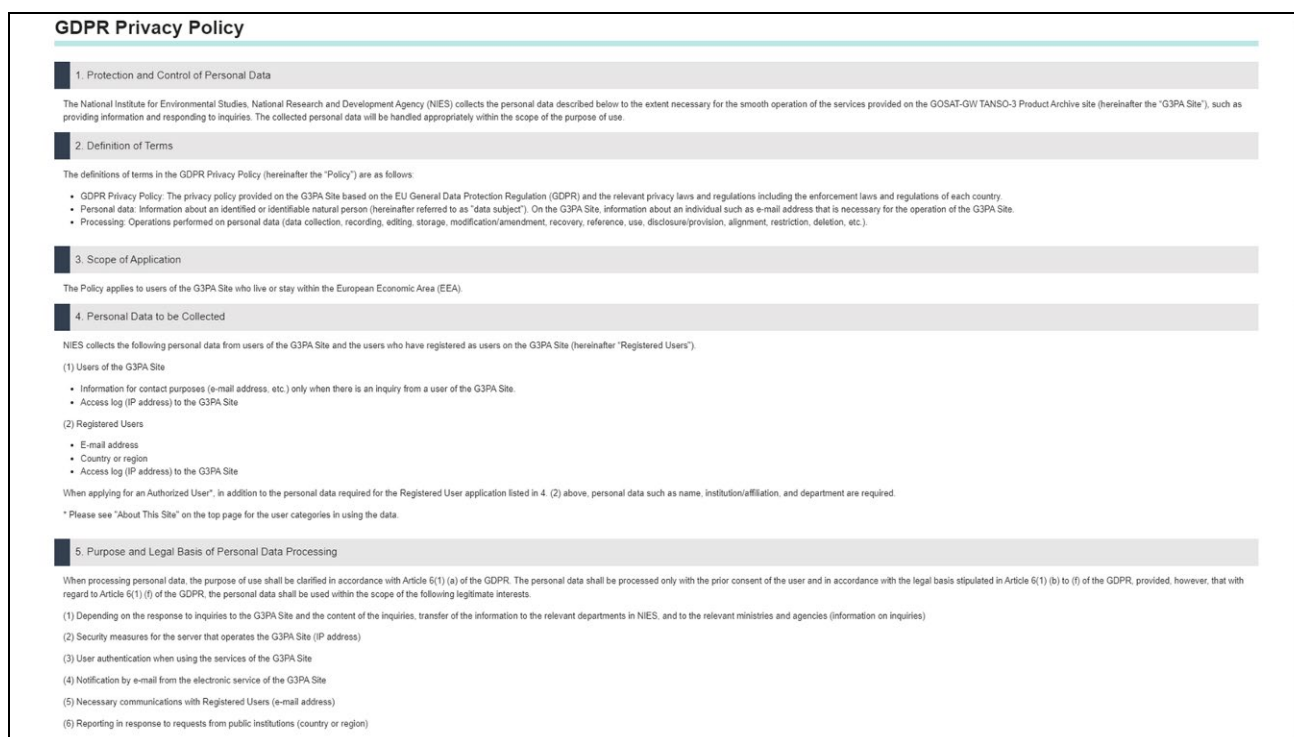 GDPR Privacy Policy
1. Protection and Control of Personal Data
The National Institute for Environmental Studies, National Research and Development Agency (NIES) collects the personal data described below to the extent necessary for the smooth operation of the services provided on the GOSAT-GW TANSO-3 Product Archive site (hereinafter the “G3PA Site”), such as
providing information and responding to inquiries. The collected personal data will be handled appropriately within the scope of the purpose of use.
2. Definition of Terms
The definitions of terms in the GDPR Privacy Policy (hereinafter the “Policy”) are as follows:
• GDPR Privacy Policy: The privacy policy provided on the G3PA Site based on the EU General Data Protection Regulation (GDPR) and the relevant privacy laws and regulations including the enforcement laws and regulations of each country.
• Personal data: Information about an identified or identifiable natural person (hereinafter referred to as "data subject"). On the G3PA Site, information about an individual such as e-mail address that is necessary for the operation of the G3PA Site.
• Processing: Operations performed on personal data (data collection, recording, editing, storage, modification/amendment, recovery, reference, use, disclosure/provision, alignment, restriction, deletion, etc.).
3. Scope of Application
The Policy applies to users of the G3PA Site who live or stay within the European Economic Area (EEA).
4. Personal Data to be Collected
NIES collects the following personal data from users of the G3PA Site and the users who have registered as users on the G3PA Site (hereinafter “Registered Users”).
(1) Users of the G3PA Site
• Information for contact purposes (e-mail address, etc.) only when there is an inquiry from a user of the G3PA Site.
• Access log (IP address) to the G3PA Site
(2) Registered Users
• E-mail address
• Country or region
• Access log (IP address) to the G3PA Site
When applying for an Authorized User*, in addition to the personal data required for the Registered User application listed in 4. (2) above, personal data such as name, institution/affiliation, and department are required.
* Please see "About This Site" on the top page for the user categories in using the data.
5. Purpose and Legal Basis of Personal Data Processing
When processing personal data, the purpose of use shall be clarified in accordance with Article 6(1) (a) of the GDPR. The personal data shall be processed only with the prior consent of the user and in accordance with the legal basis stipulated in Article 6(1) (b) to (f) of the GDPR, provided, however, that with
regard to Article 6(1) (f) of the GDPR, the personal data shall be used within the scope of the following legitimate interests.
(1) Depending on the response to inquiries to the G3PA Site and the content of the inquiries, transfer of the information to the relevant departments in NIES, and to the relevant ministries and agencies (information on inquiries)
(2) Security measures for the server that operates the G3PA Site (IP address)
(3) User authentication when using the services of the G3PA Site
(4) Notification by e-mail from the electronic service of the G3PA Site
(5) Necessary communications with Registered Users (e-mail address)
(6) Reporting in response to requests from public institutions (country or region)